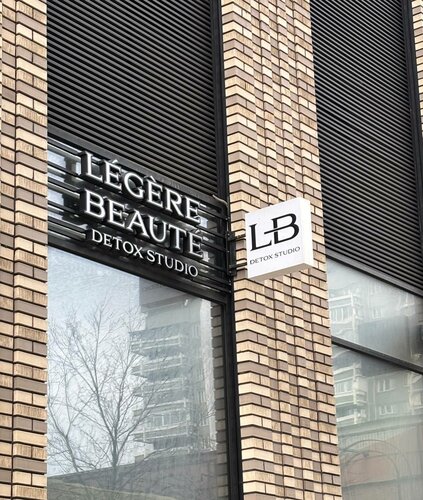 LÉGÈRE
BEAUTÉ
DETOX STUDIO
LB
DETOX STUDIO